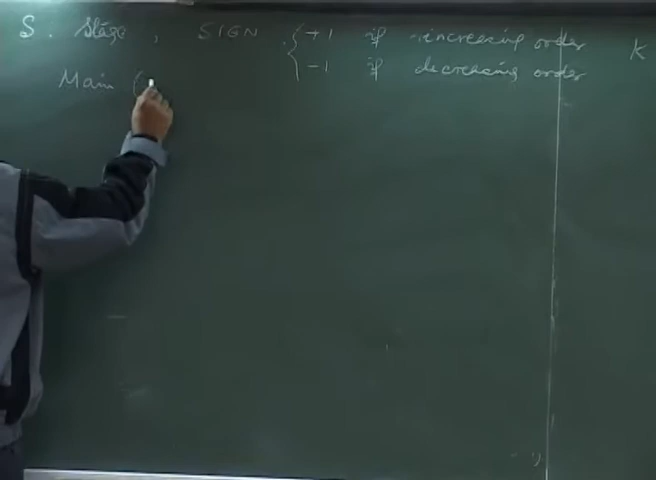 S. Stage, SIGN { +1 if increasing order K
{ -1 if decreasing order
Main (